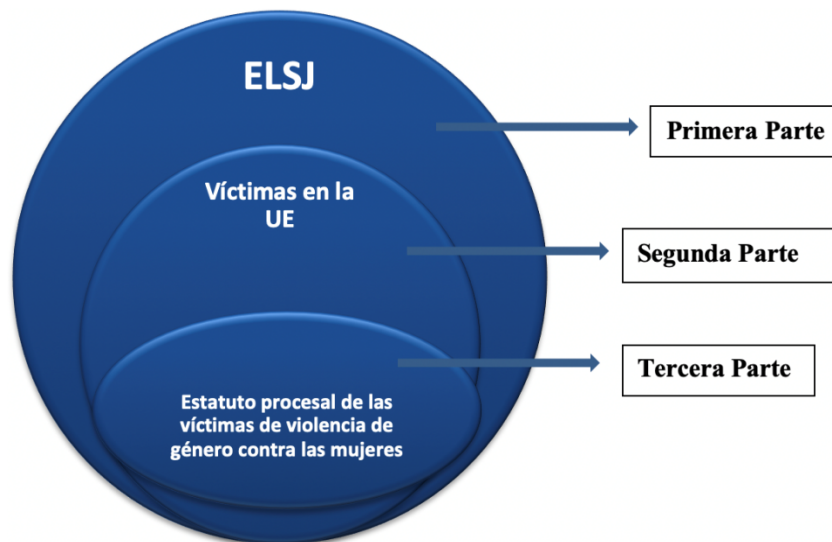 ELSJ
Primera Parte
Víctimas en la
UE
Segunda Parte
Tercera Parte
Estatuto procesal de las
víctimas de violencia de
género contra las mujeres